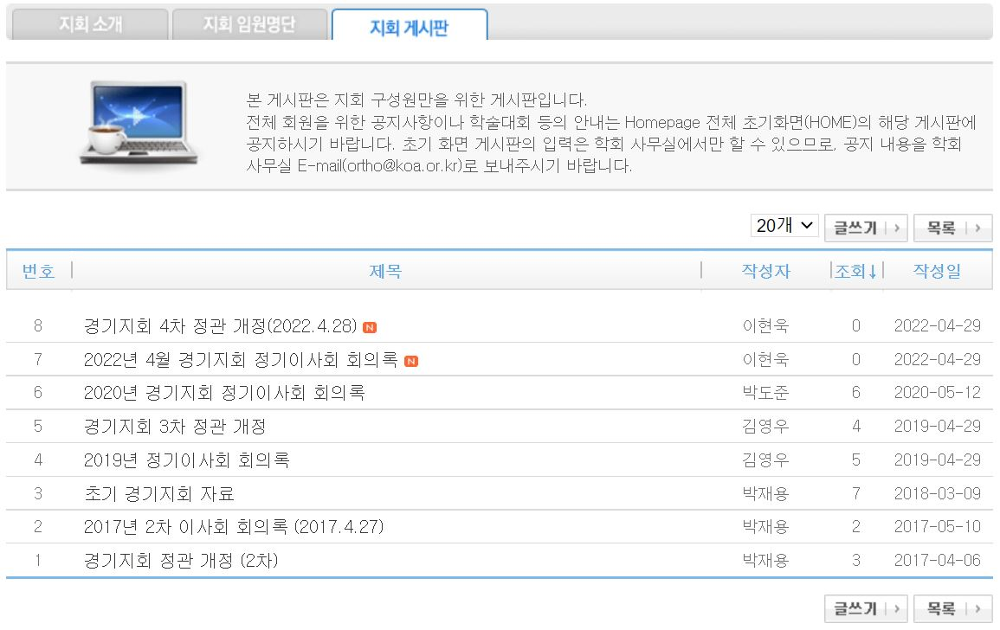 지회 소개 지회 임원명단 지회 게시판
본 게시판은 지회 구성원만을 위한 게시판입니다.
전체 회원을 위한 공지사항이나 학술대회 등의 안내는 Homepage 전체 초기화면(HOME)의 해당 게시판에
공지하시기 바랍니다. 초기 화면 게시판의 입력은 학회 사무실에서만 할 수 있으므로, 공지 내용을 학회
사무실 E-mail(ortho@koa.or.kr)로 보내주시기 바랍니다.
20개 글쓰기 목록
번호 제목 작성자 조회↓ 작성일
8 경기지회 4차 정관 개정(2022.4.28) N 이현욱 0 2022-04-29
7 2022년 4월 경기지회 정기이사회 회의록 N 이현욱 0 2022-04-29
6 2020년 경기지회 정기이사회 회의록 박도준 6 2020-05-12
5 경기지회 3차 정관 개정 김영우 4 2019-04-29
4 2019년 정기이사회 회의록 김영우 5 2019-04-29
3 초기 경기지회 자료 박재용 7 2018-03-09
2 2017년 2차 이사회 회의록 (2017.4.27) 박재용 2 2017-05-10
1 경기지회 정관 개정 (2차) 박재용 3 2017-04-06
글쓰기 목록